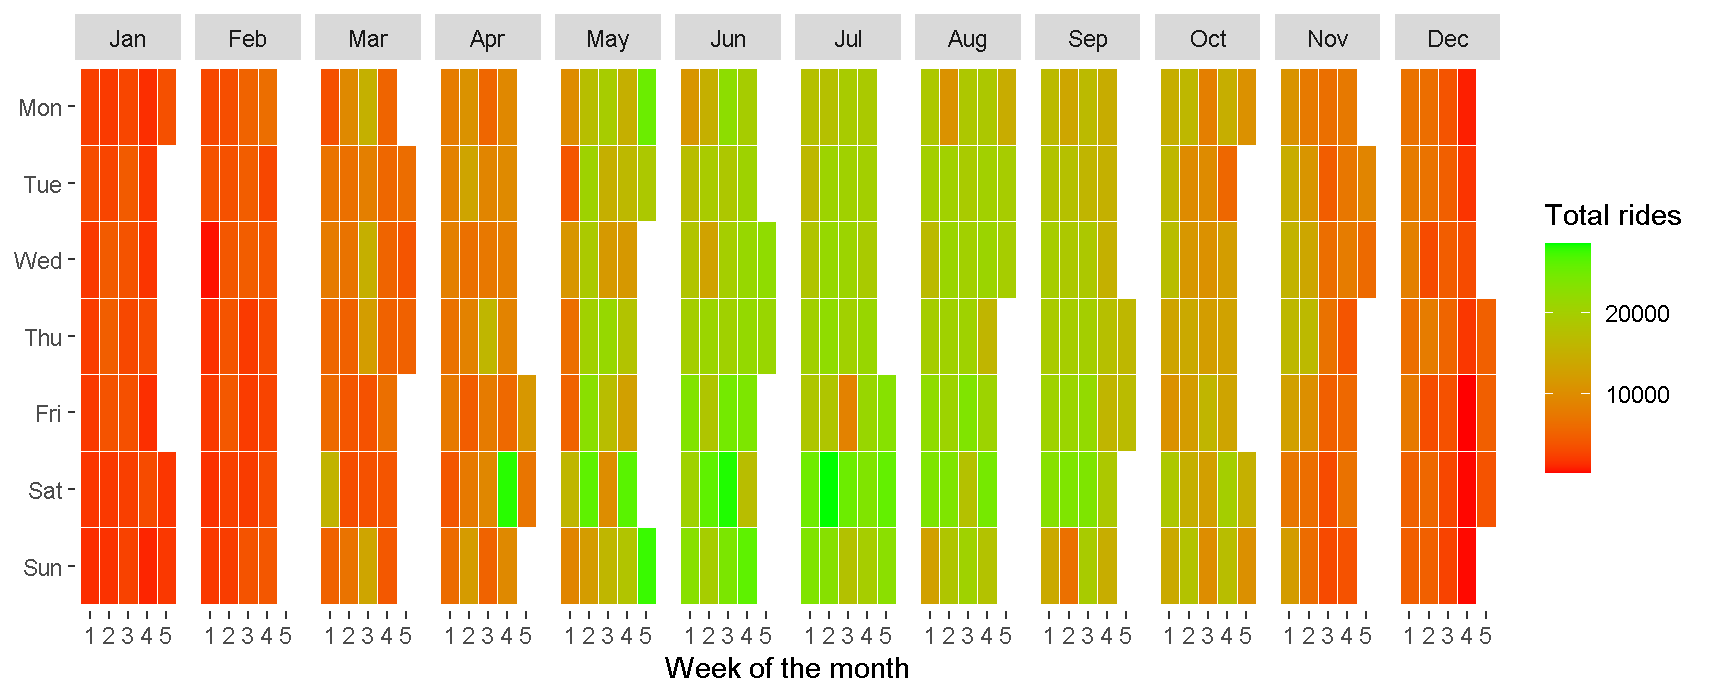 Jan Feb Mar Apr May Jun Jul Aug Sep Oct Nov Dec
Mon
Tue
Wed
Thu
Fri
Sat
Sun
1 2 3 4 5 1 2 3 4 5 1 2 3 4 5 1 2 3 4 5 1 2 3 4 5 1 2 3 4 5 1 2 3 4 5 1 2 3 4 5 1 2 3 4 5 1 2 3 4 5 1 2 3 4 5 1 2 3 4 5
Week of the month
Total rides
20000
10000